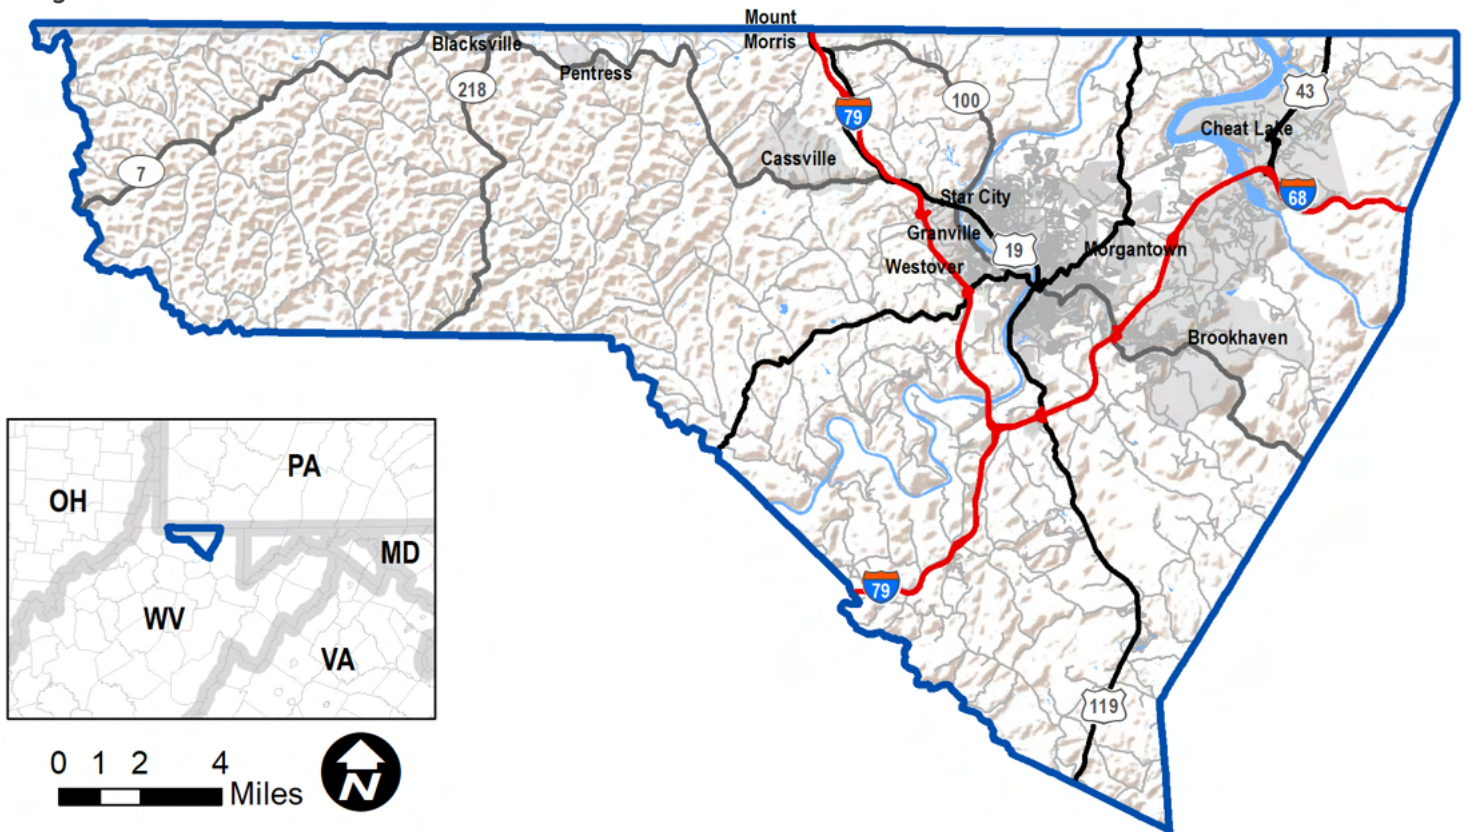 Mount
Morris
Blacksville
Pentress
218
100
79
43
Cheat Lake
Cassville
7
Star City
68
Granville
19
Morgantown
Westover
Brookhaven
PA
OH
MD
WV
VA
79
119
0 1 2 4
Miles
N